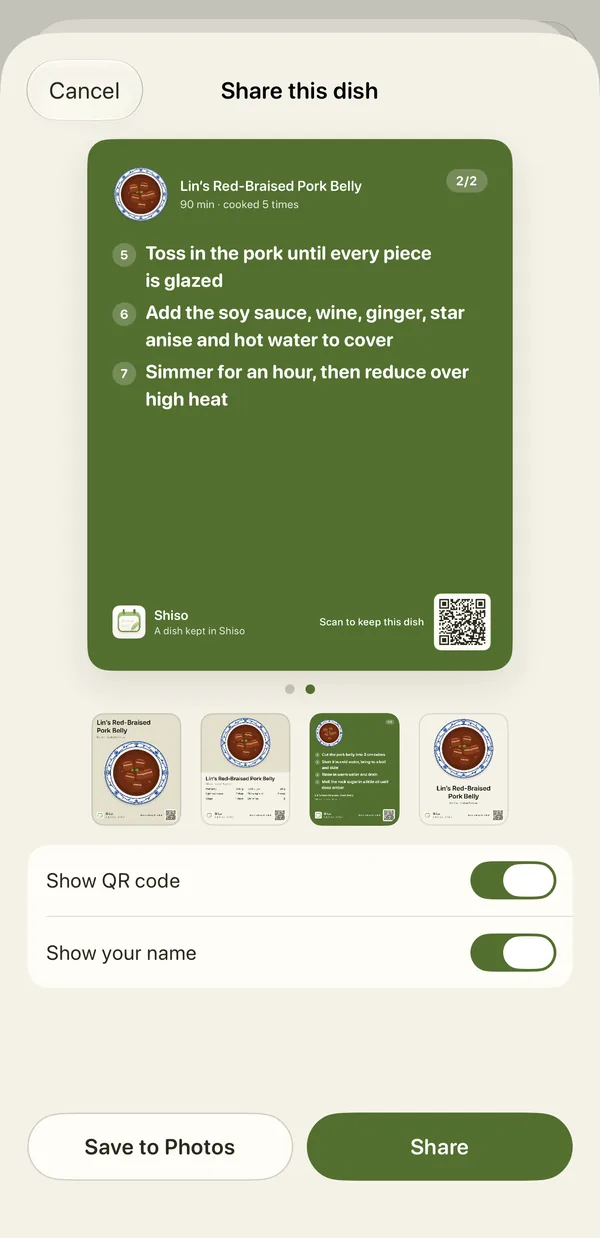 Cancel
Share this dish
Lin's Red-Braised Pork Belly
2/2
90 min · cooked 5 times
5 Toss in the pork until every piece
is glazed
6 Add the soy sauce, wine, ginger, star
anise and hot water to cover
7 Simmer for an hour, then reduce over
high heat
Shiso
A dish kept in Shiso
Scan to keep this dish
Lin's Red-Braised
Pork Belly
Lin's Red-Braised Pork Belly
Lin's Red-Braised
Pork Belly
Show QR code
Show your name
Save to Photos
Share